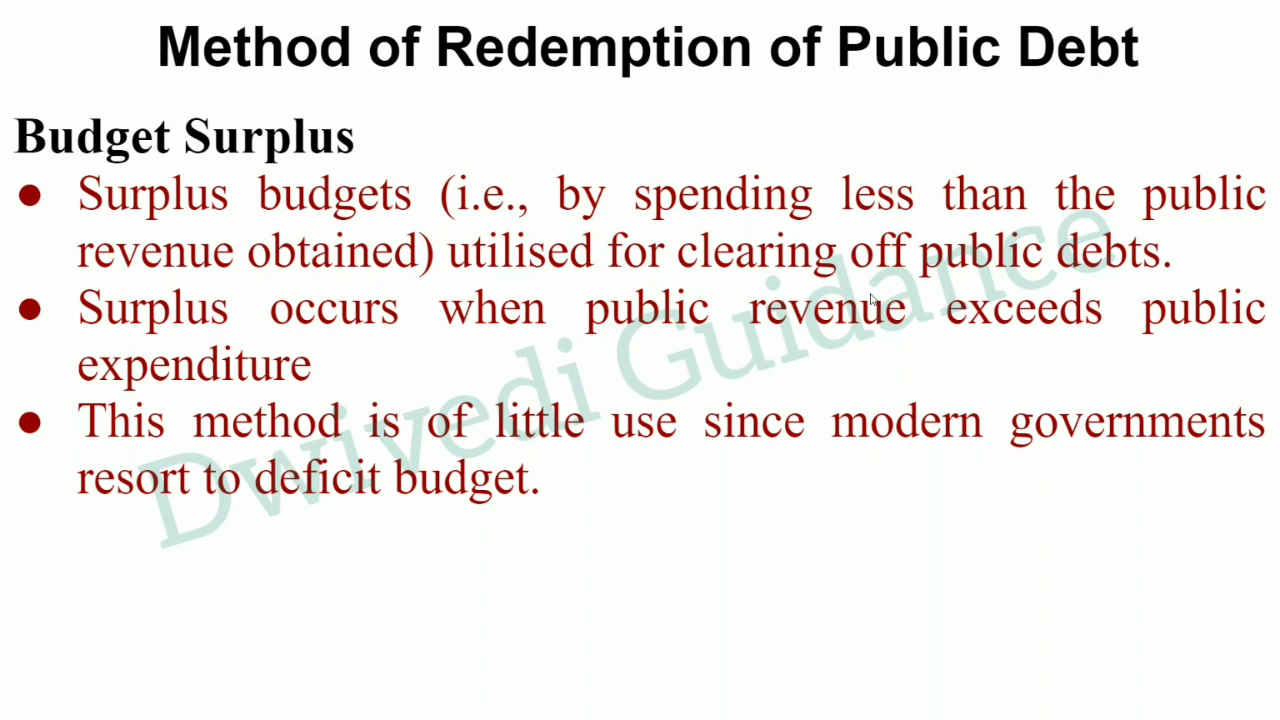 Method of Redemption of Public Debt
Budget Surplus
● Surplus budgets (i.e., by spending less than the public
revenue obtained) utilised for clearing off public debts.
● Surplus occurs when public revenue exceeds public
expenditure
● This method is of little use since modern governments
resort to deficit budget.
Dwivedi Guidance